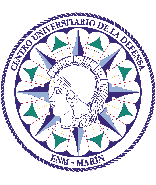 CENTRO UNIVERSITARIO DE LA DEFENSA
ENM - MARÍN